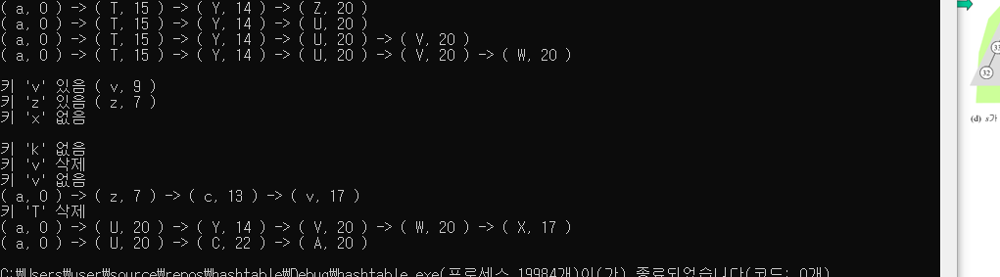 ( a, 0 ) -> ( T, 15 ) -> ( Y, 14 ) -> ( Z, 20 )
( a, 0 ) -> ( T, 15 ) -> ( Y, 14 ) -> ( U, 20 )
( a, 0 ) -> ( T, 15 ) -> ( Y, 14 ) -> ( U, 20 ) -> ( V, 20 )
( a, 0 ) -> ( T, 15 ) -> ( Y, 14 ) -> ( U, 20 ) -> ( V, 20 ) -> ( W, 20 )
키 'v' 있음 ( v, 9 )
키 'z' 있음 ( z, 7 )
키 'x' 없음
키 'k' 없음
키 'v' 삭제
키 'v' 없음
( a, 0 ) -> ( z, 7 ) -> ( c, 13 ) -> ( v, 17 )
키 'T' 삭제
( a, 0 ) -> ( U, 20 ) -> ( Y, 14 ) -> ( V, 20 ) -> ( W, 20 ) -> ( X, 17 )
( a, 0 ) -> ( U, 20 ) -> ( C, 22 ) -> ( A, 20 )
C:₩Users₩user₩source₩repos₩hashtable₩Debug₩hashtable.exe(프로세스 19984개)이(가) 종료되었습니다(코드: 0개)
33
32
(d) s가